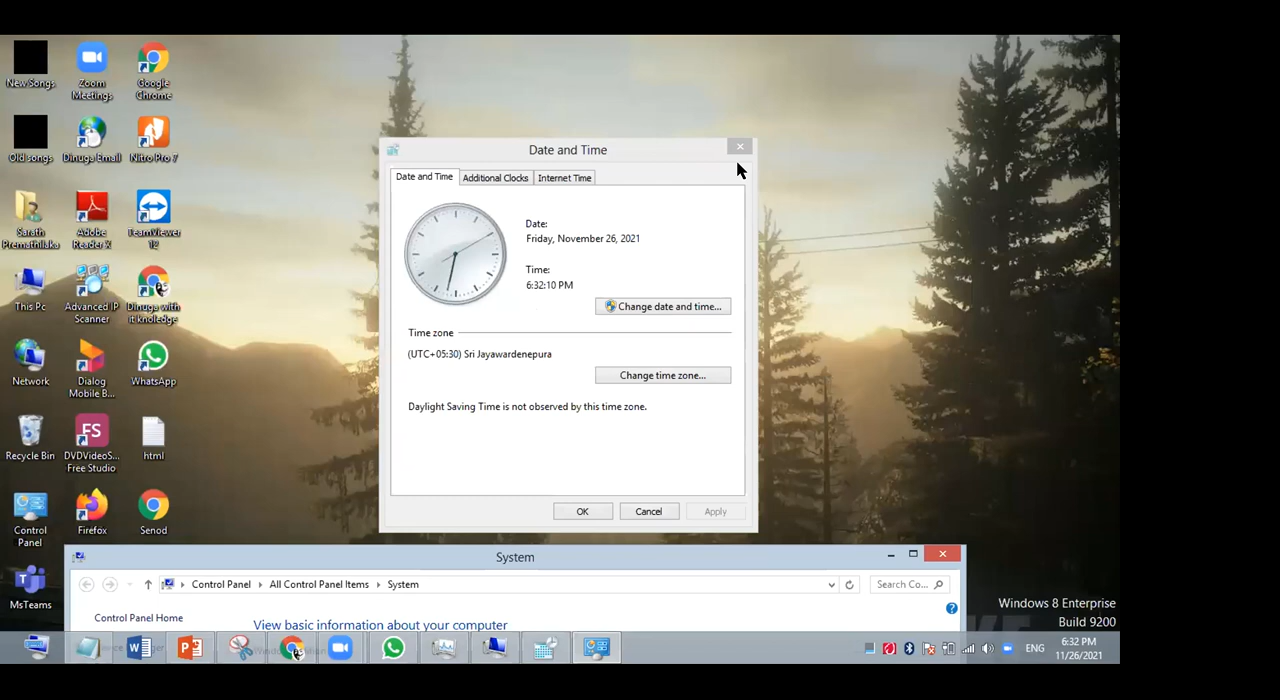 New Songs
Zoom
Meetings
Google
Chrome
Old songs
Dinuga Email
Nitro Pro 7
Sarath
Premathilaka
Adobe
Reader X
TeamViewer
12
This Pc
Advanced IP
Scanner
Dinuga with
it knoledge
Network
Dialog
Mobile B...
WhatsApp
Recycle Bin
DVDVideoS...
Free Studio
html
Control
Panel
Firefox
Senod
MsTeams
Date and Time
Date and Time
Additional Clocks
Internet Time
Date:
Friday, November 26, 2021
Time:
6:32:10 PM
Change date and time...
Time zone
(UTC+05:30) Sri Jayawardenepura
Change time zone...
Daylight Saving Time is not observed by this time zone.
OK
Cancel
Apply
System
Control Panel
All Control Panel Items
System
Search Co...
Control Panel Home
View basic information about your computer
Windows 8 Enterprise
Build 9200
ENG
6:32 PM
11/26/2021